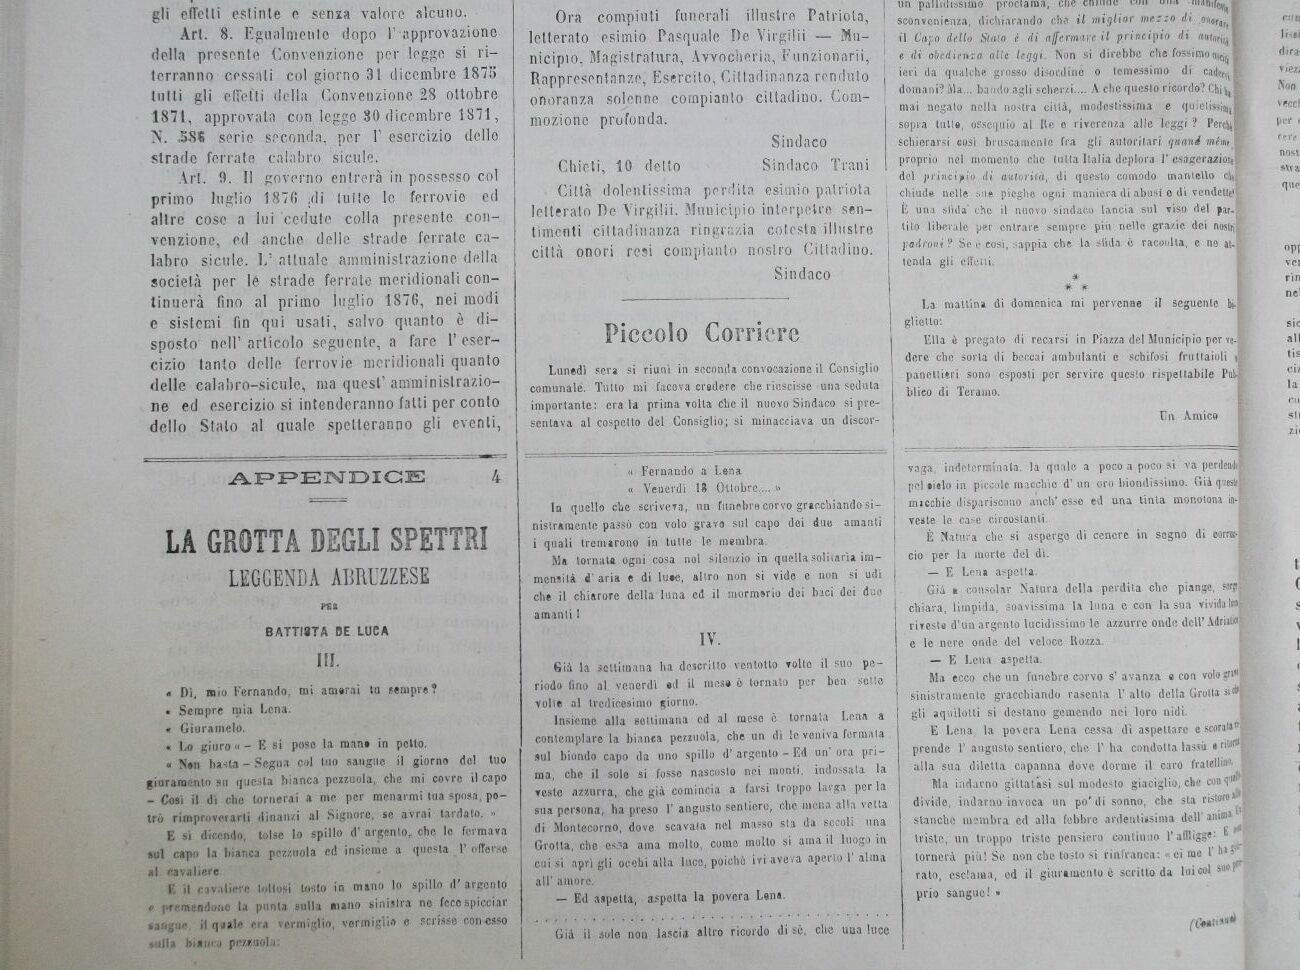 gli effetti estinte e senza valore alcuno.
Art. 8. Egualmente dopo l'approvazione
della presente Convenzione per legge si ri-
terranno cessati col giorno 31 dicembre 1875
tutti gli effetti della Convenzione 28 ottobre
1871, approvata con legge 30 dicembre 1871,
N. 586 serie seconda, per l'esercizio delle
strade ferrate calabro sicule.
Art. 9. Il governo entrerà in possesso col
primo luglio 1876 di tutte le ferrovie ed
altre cose a lui cedute colla presente con-
venzione, ed anche delle strade ferrate ca-
labro sicule. L'attuale amministrazione della
società per le strade ferrate meridionali con-
tinuerà fino al primo luglio 1876, nei modi
e sistemi fin qui usati, salvo quanto è di-
sposto nell'articolo seguente, a fare l'eser-
cizio tanto delle ferrovie meridionali quanto
delle calabro-sicule, ma quest'amministrazio-
ne ed esercizio si intenderanno fatti per conto
dello Stato al quale spetteranno gli eventi,
Ora compiuti funerali illustre Patriota,
letterato esimio Pasquale De Virgilii — Mu-
nicipio, Magistratura, Avvocheria, Funzionarii,
Rappresentanze, Esercito, Cittadinanza renduto
onoranza solenne compianto cittadino. Com-
mozione profonda.
Sindaco
Chieti, 10 detto Sindaco Trani
Città dolentissima perdita esimio patriota
letterato De Virgilii. Municipio interpetre sen-
timenti cittadinanza ringrazia cotesta illustre
città onori resi compianto nostro Cittadino.
Sindaco
Piccolo Corriere
Lunedì sera si riunì in seconda convocazione il Consiglio
comunale. Tutto mi faceva credere che riescisse una seduta
importante: era la prima volta che il nuovo Sindaco si pre-
sentava al cospetto del Consiglio; si minacciava un discor-
un pallidissimo proclama, che chiude con una
sconvenienza, dichiarando che il miglior mezzo di onorare
il Capo dello Stato è di affermare il principio di autorità
e di obedienza alle leggi. Non si direbbe che fossimo usciti
ieri da qualche grosso disordine o temessimo di caderci
domani? Ma... bando agli scherzi.... A che questo ricordo? Chi ha
mai negato nella nostra città, modestissima e quietissima
sopra tutte, ossequio al Re e riverenza alle leggi? Perchè
schierarsi così bruscamente fra gli autoritari quand même,
proprio nel momento che tutta Italia deplora l'esagerazione
del principio di autorità, di questo comodo mantello che
chiude nelle sue pieghe ogni maniera di abusi e di vendette?
È una sfida che il nuovo sindaco lancia sul viso del par-
tito liberale per entrare sempre più nelle grazie dei nostri
padroni? Se è così, sappia che la sfida è raccolta, e ne at-
tenda gli effetti.
*
* *
La mattina di domenica mi pervenne il seguente bi-
glietto:
Ella è pregato di recarsi in Piazza del Municipio per ve-
dere che sorta di beccai ambulanti e schifosi fruttaioli e
panettieri sono esposti per servire questo rispettabile Pub-
blico di Teramo.
Un Amico
APPENDICE 4
LA GROTTA DEGLI SPETTRI
LEGGENDA ABRUZZESE
PER
BATTISTA DE LUCA
III.
« Di, mio Fernando, mi amerai tu sempre?
« Sempre mia Lena.
« Giuramelo.
« Lo giuro « – E si pose la mano in petto.
« Non basta – Segna col tuo sangue il giorno del tuo
giuramento su questa bianca pezzuola, che mi covre il capo
– Così il dì che tornerai a me per menarmi tua sposa, po-
trò rimproverarti dinanzi al Signore, se avrai tardato. »
E sì dicendo, tolse lo spillo d'argento, che le fermava
sul capo la bianca pezzuola ed insieme a questa l'offerse
al cavaliere.
E il cavaliere toltosi tosto in mano lo spillo d'argento
e premendone la punta sulla mano sinistra ne fece spicciar
sangue, il quale era vermiglio, vermiglio e scrisse con esso
sulla bianca pezzuola:
« Fernando a Lena
« Venerdì 13 Ottobre.... »
In quello che scriveva, un funebre corvo gracchiando si-
nistramente passò con volo grave sul capo dei due amanti
i quali tremarono in tutte le membra.
Ma tornata ogni cosa nel silenzio in quella solitaria im-
mensità d'aria e di luce, altro non si vide e non si udì
che il chiarore della luna ed il mormorio dei baci dei due
amanti!
IV.
Già la settimana ha descritto ventotto volte il suo pe-
riodo fino al venerdì ed il mese è tornato per ben sette
volte al tredicesimo giorno.
Insieme alla settimana ed al mese è tornata Lena a
contemplare la bianca pezzuola, che un dì le veniva fermata
sul biondo capo da uno spillo d'argento – Ed un'ora pri-
ma, che il sole si fosse nascosto nei monti, indossata la
veste azzurra, che già comincia a farsi troppo larga per la
sua persona, ha preso l'angusto sentiero, che mena alla vetta
di Montecorno, dove scavata nel masso sta da secoli una
Grotta, che essa ama molto, come molto si ama il luogo in
cui si aprì gli occhi alla luce, poichè ivi aveva aperto l'alma
all'amore.
— Ed aspetta, aspetta la povera Lena.
. . . . . . . . . . . . . . . . . . . . . . . . . . .
Già il sole non lascia altro ricordo di sè, che una luce
vaga, indeterminata, la quale a poco a poco si va perdendo
pel cielo in piccole macchie d'un oro biondissimo. Già queste
macchie dispariscono anch'esse ed una tinta monotona in-
veste le case circostanti.
È Natura che si asperge di cenere in segno di corruc-
cio per la morte del dì.
— E Lena aspetta.
Già a consolar Natura della perdita che piange, sorge
chiara, limpida, soavissima la luna e con la sua vivida luce
riveste d'un argento lucidissimo le azzurre onde dell'Adriatico
e le nere onde del veloce Rozza.
— E Lena aspetta.
Ma ecco che un funebre corvo s'avanza e con volo grave
sinistramente gracchiando rasenta l'alto della Grotta sì che
gli aquilotti si destano gemendo nei loro nidi.
E Lena, la povera Lena cessa di aspettare e scorata ri-
prende l'augusto sentiero, che l'ha condotta lassù e ritorna
alla sua diletta capanna dove dorme il caro fratellino.
Ma indarno gittatasi sul modesto giaciglio, che con quello
divide, indarno invoca un po' di sonno, che sta ristoro alle
stanche membra ed alla febbre ardentissima dell'anima. Un
triste, un troppo triste pensiero continuo l'affligge: E non
tornerà più! Se non che tosto si rinfranca: « ei me l'ha giu-
rato, esclama, ed il giuramento è scritto da lui col suo pro-
prio sangue! »
(Continua)